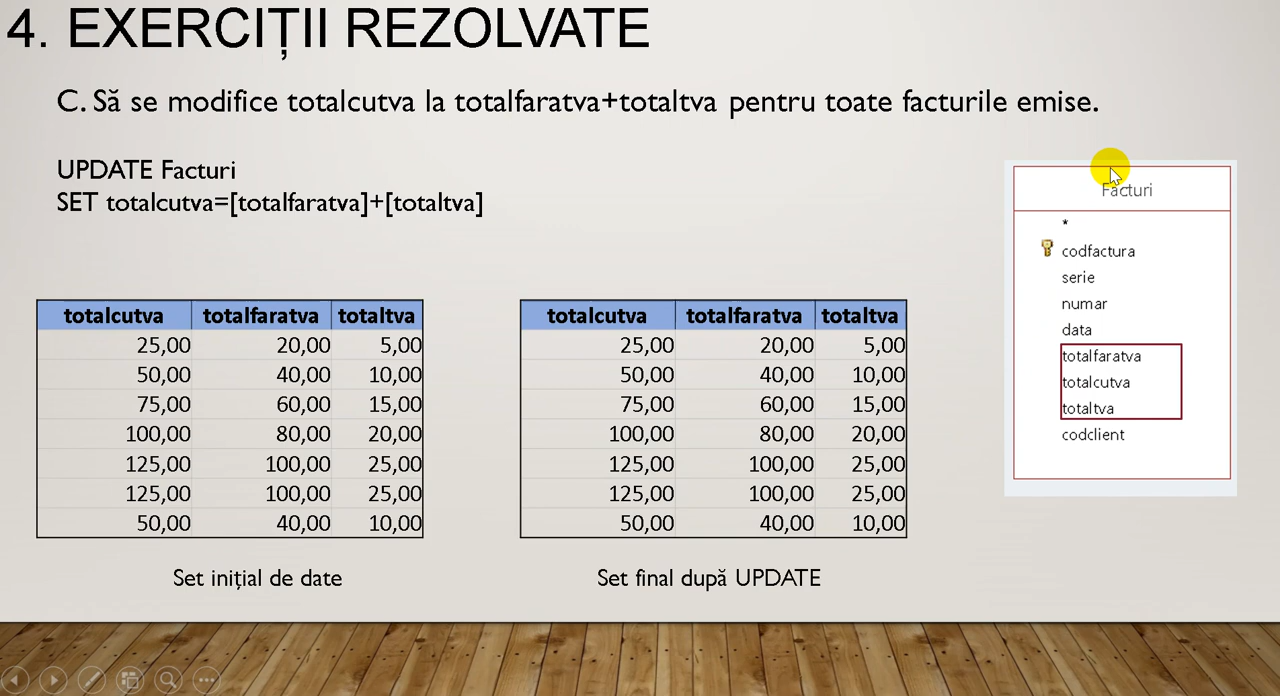 4. EXERCIȚII REZOLVATE
C. Să se modifice totalcutva la totalfaratva+totaltva pentru toate facturile emise.
UPDATE Facturi
SET totalcutva=[totalfaratva]+[totaltva]
totalcutva totalfaratva totaltva
25,00 20,00 5,00
50,00 40,00 10,00
75,00 60,00 15,00
100,00 80,00 20,00
125,00 100,00 25,00
125,00 100,00 25,00
50,00 40,00 10,00
Set inițial de date
totalcutva totalfaratva totaltva
25,00 20,00 5,00
50,00 40,00 10,00
75,00 60,00 15,00
100,00 80,00 20,00
125,00 100,00 25,00
125,00 100,00 25,00
50,00 40,00 10,00
Set final după UPDATE
Facturi
*
codfactura
serie
numar
data
totalfaratva
totalcutva
totaltva
codclient